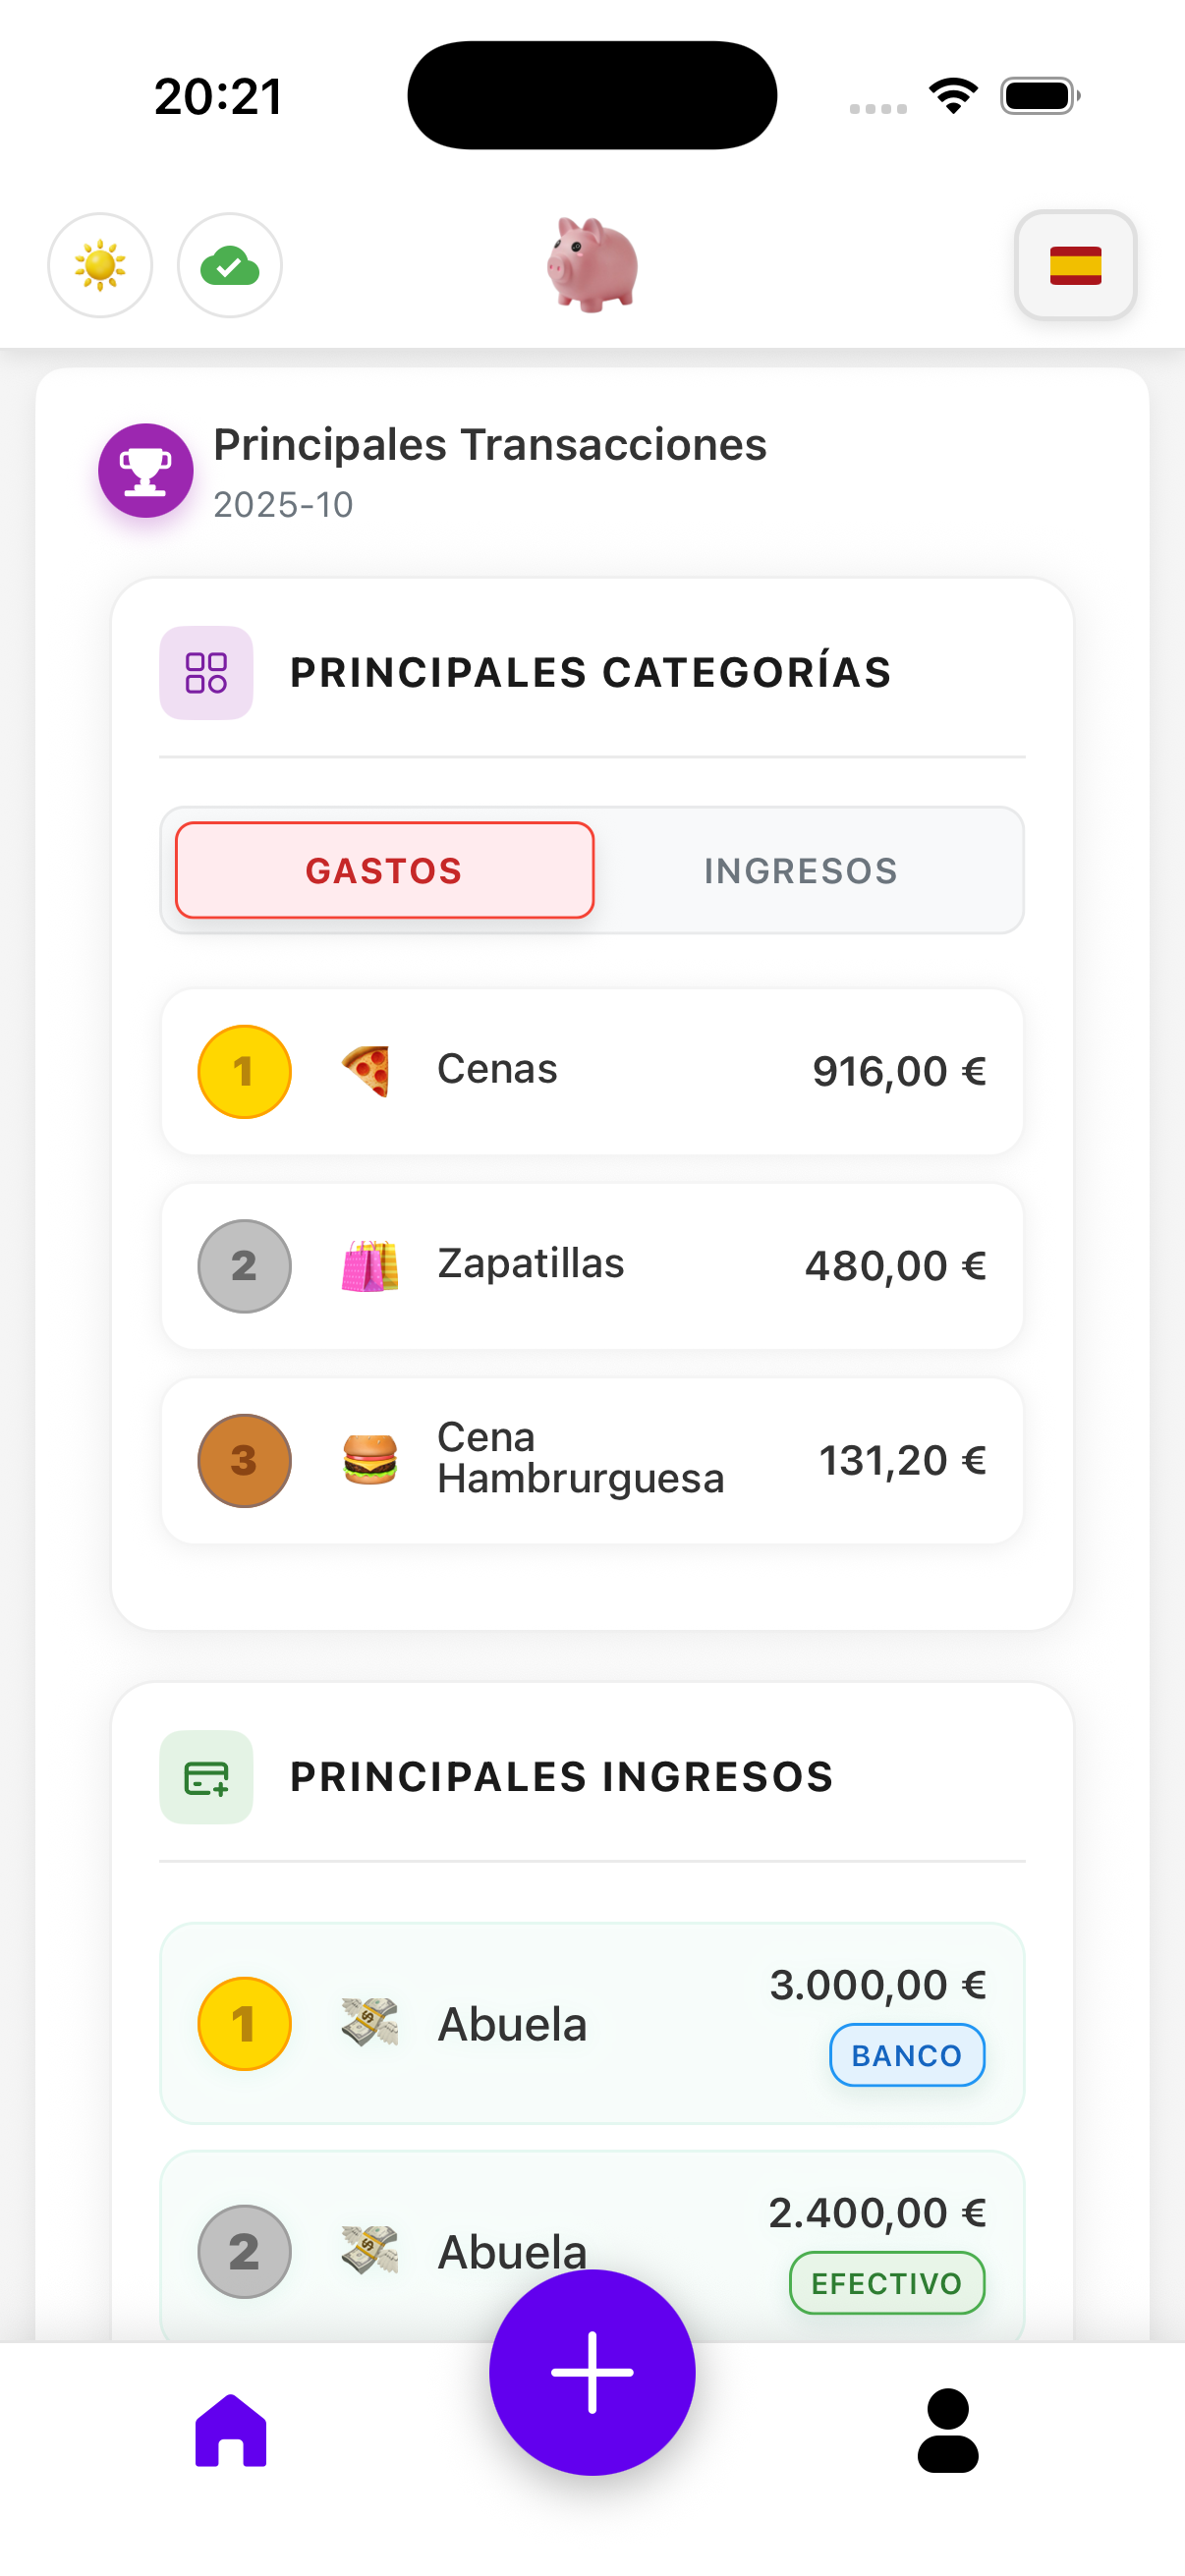 20:21
Principales Transacciones
2025-10
PRINCIPALES CATEGORÍAS
GASTOS
INGRESOS
1
Cenas
916,00 €
2
Zapatillas
480,00 €
3
Cena
Hambrurguesa
131,20 €
PRINCIPALES INGRESOS
1
Abuela
3.000,00 €
BANCO
2
Abuela
2.400,00 €
EFECTIVO